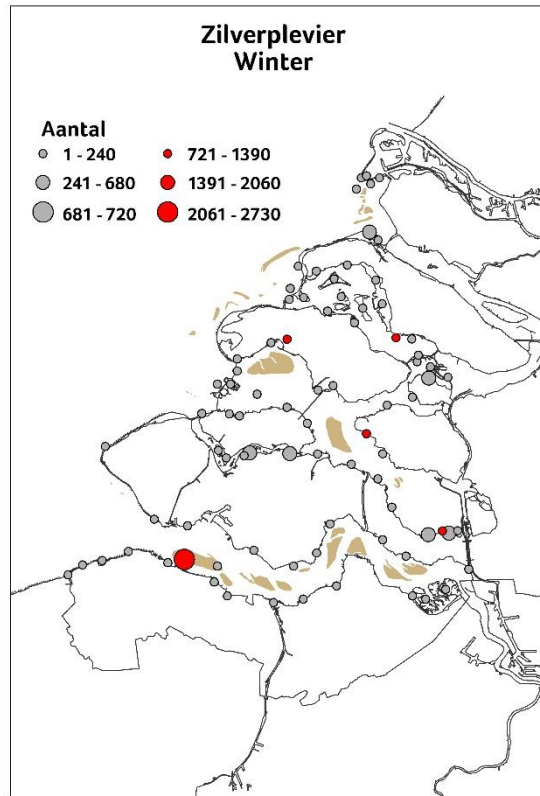 Zilverplevier
Winter
Aantal
1 - 240
721 - 1390
241 - 680
1391 - 2060
681 - 720
2061 - 2730